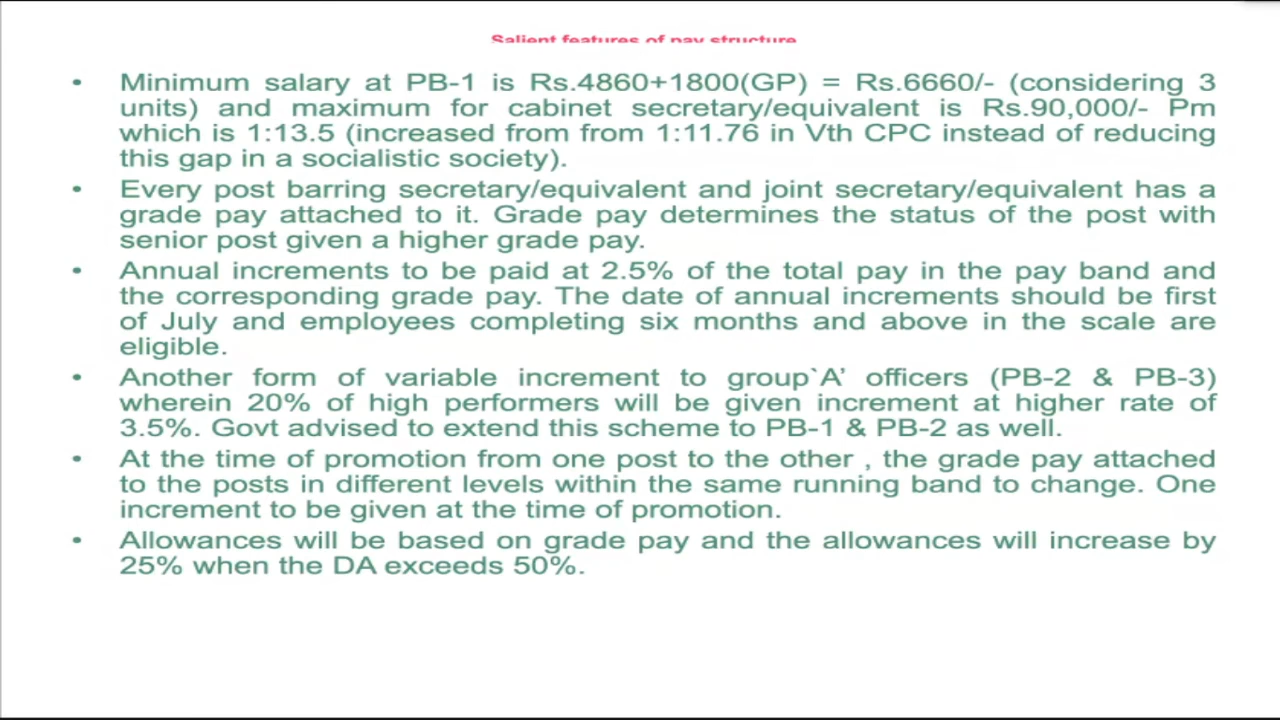 Salient features of pay structure
• Minimum salary at PB-1 is Rs.4860+1800(GP) = Rs.6660/- (considering 3
units) and maximum for cabinet secretary/equivalent is Rs.90,000/- Pm
which is 1:13.5 (increased from from 1:11.76 in Vth CPC instead of reducing
this gap in a socialistic society).
• Every post barring secretary/equivalent and joint secretary/equivalent has a
grade pay attached to it. Grade pay determines the status of the post with
senior post given a higher grade pay.
• Annual increments to be paid at 2.5% of the total pay in the pay band and
the corresponding grade pay. The date of annual increments should be first
of July and employees completing six months and above in the scale are
eligible.
• Another form of variable increment to group`A’ officers (PB-2 & PB-3)
wherein 20% of high performers will be given increment at higher rate of
3.5%. Govt advised to extend this scheme to PB-1 & PB-2 as well.
• At the time of promotion from one post to the other , the grade pay attached
to the posts in different levels within the same running band to change. One
increment to be given at the time of promotion.
• Allowances will be based on grade pay and the allowances will increase by
25% when the DA exceeds 50%.